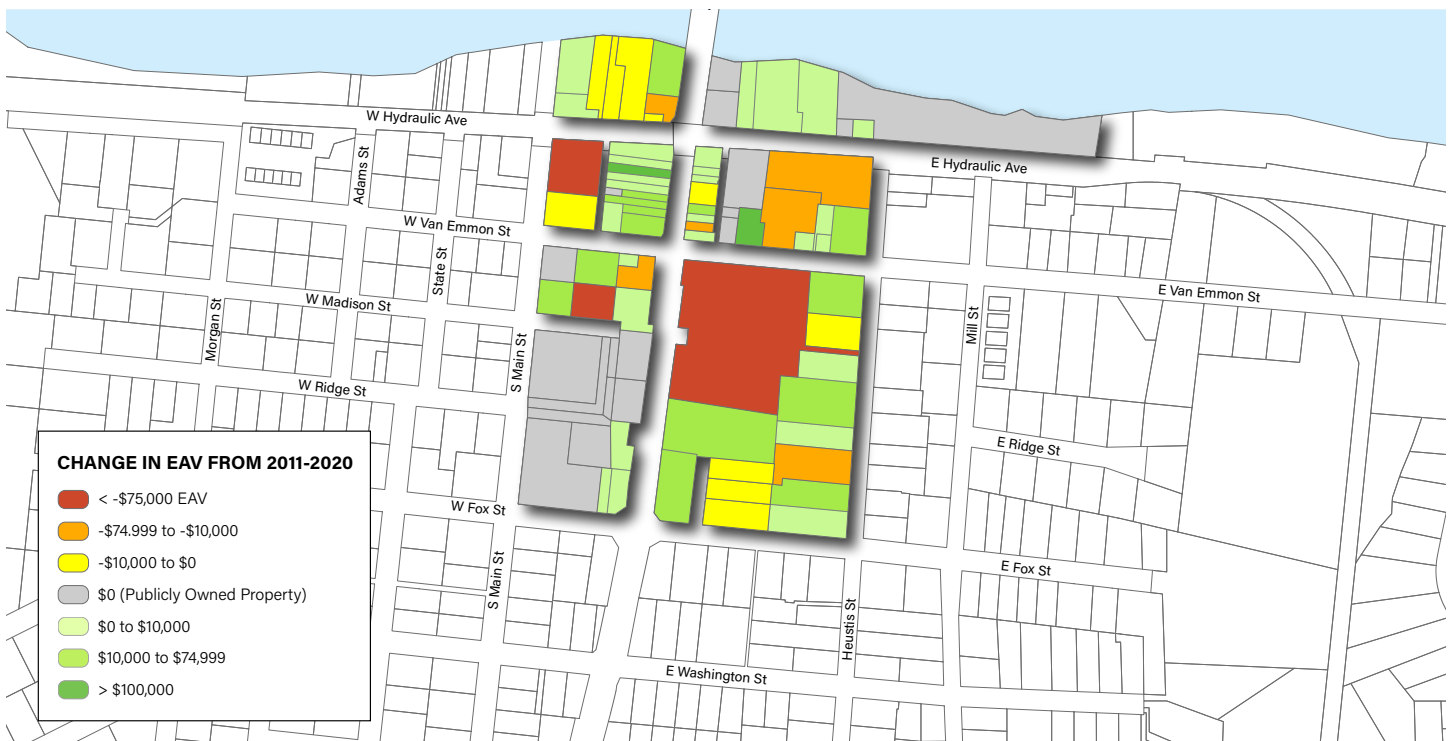 W Hydraulic Ave
E Hydraulic Ave
Adams St
W Van Emmon St
State St
E Van Emmon St
W Madison St
Morgan St
Mill St
S Main St
W Ridge St
E Ridge St
CHANGE IN EAV FROM 2011-2020
< -$75,000 EAV
-$74.999 to -$10,000
-$10,000 to $0
$0 (Publicly Owned Property)
$0 to $10,000
$10,000 to $74,999
> $100,000
W Fox St
S Main St
E Fox St
Heustis St
E Washington St